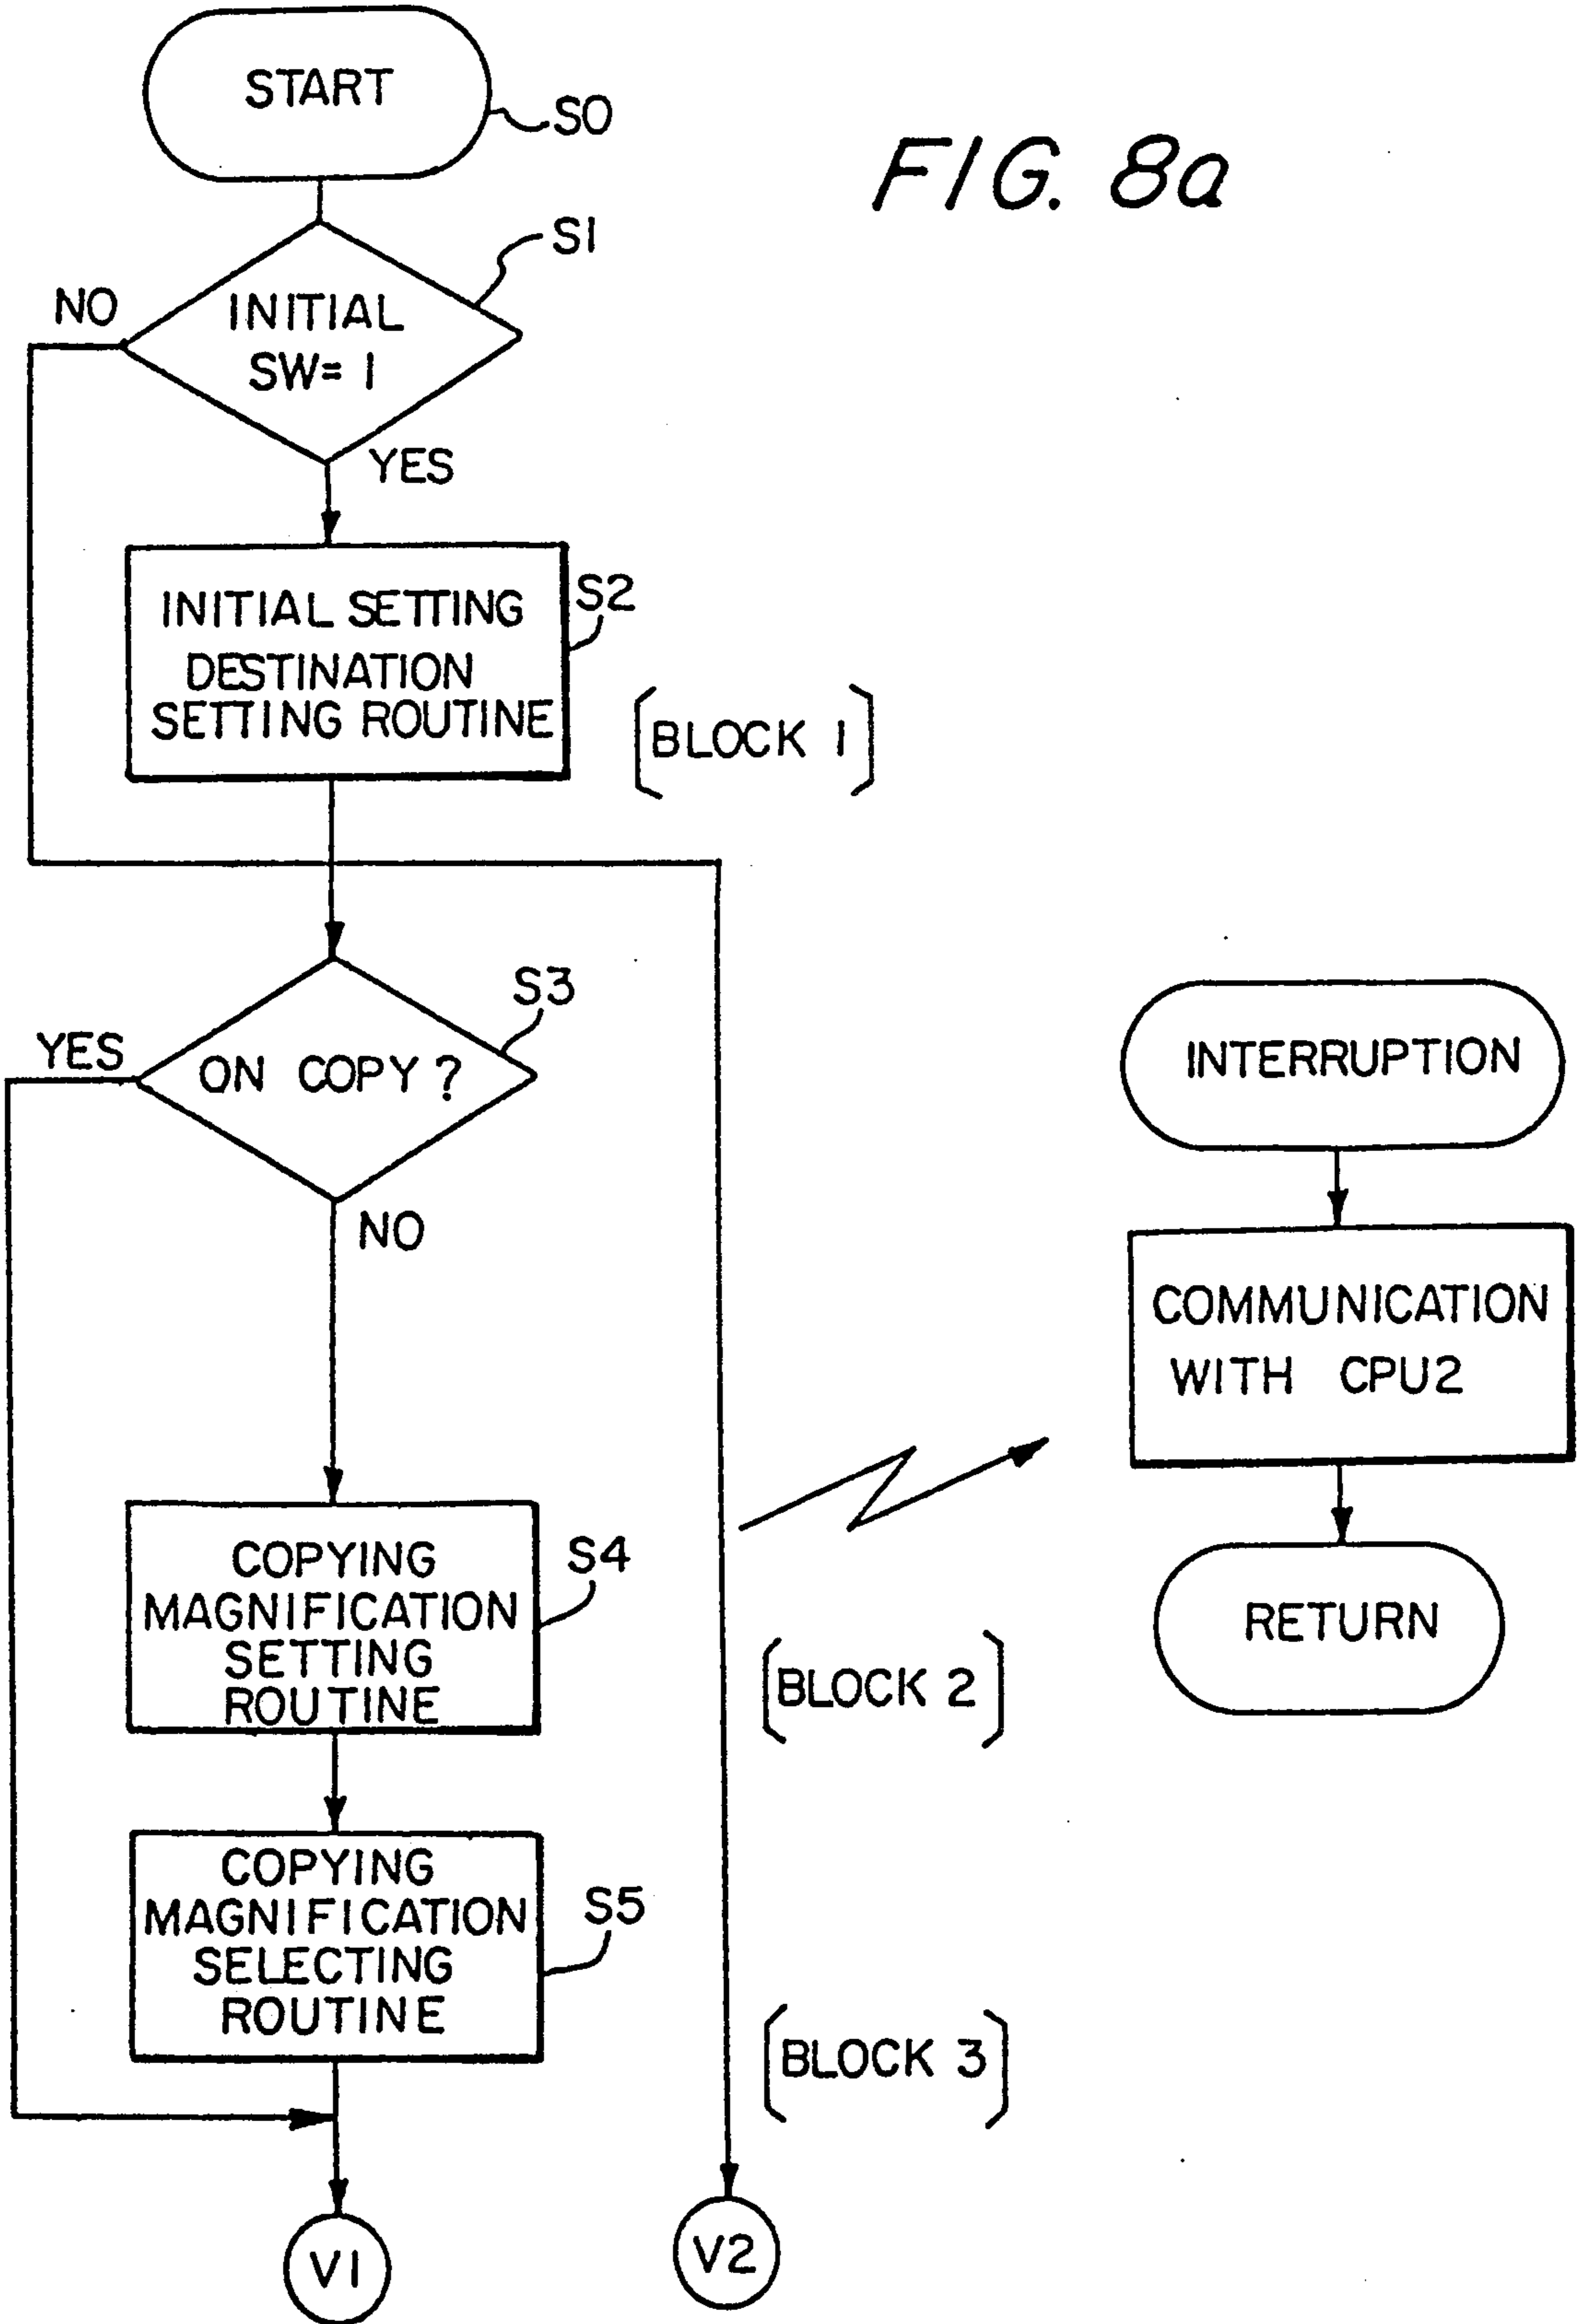 START
S0
FIG. 8a
S1
NO
INITIAL
SW= 1
YES
INITIAL SETTING
DESTINATION
SETTING ROUTINE
S2
[BLOCK 1]
S3
YES
ON COPY?
NO
INTERRUPTION
COMMUNICATION
WITH CPU2
RETURN
COPYING
MAGNIFICATION
SETTING
ROUTINE
S4
[BLOCK 2]
COPYING
MAGNIFICATION
SELECTING
ROUTINE
S5
[BLOCK 3]
V1
V2